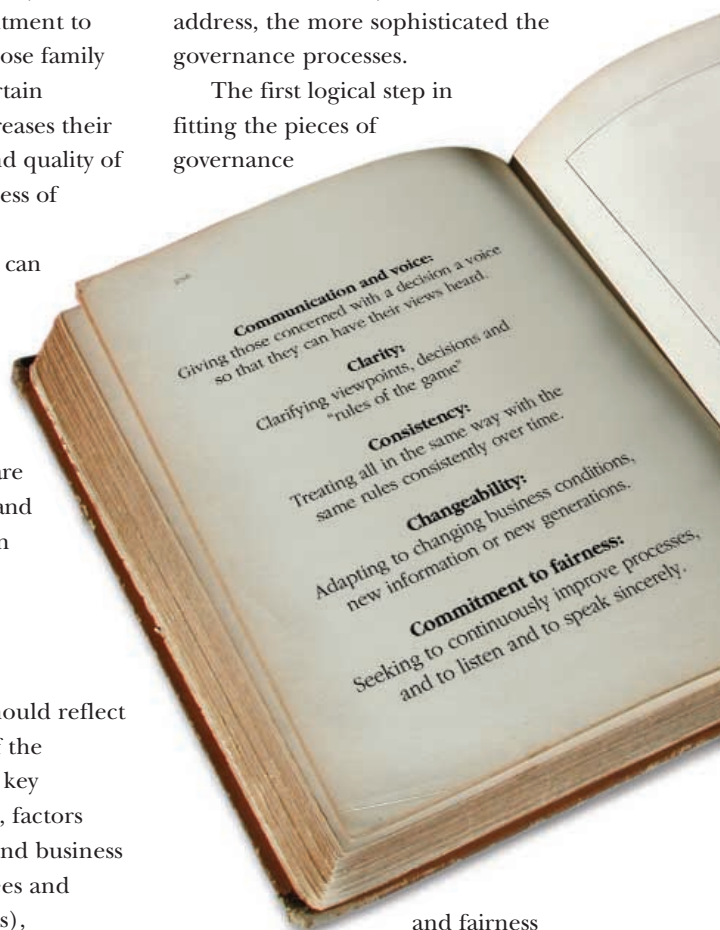 itment to
ose family
rtain
reases their
nd quality of
ess of
can
are
and
n
hould reflect
f the
key
, factors
nd business
ees and
s),
address, the more sophisticated the
governance processes.
The first logical step in
fitting the pieces of
governance
Communication and voice:
Giving those concerned with a decision a voice
so that they can have their views heard.
Clarity:
Clarifying viewpoints, decisions and
"rules of the game"
Consistency:
Treating all in the same way with the
same rules consistently over time.
Changeability:
Adapting to changing business conditions,
new information or new generations.
Commitment to fairness:
Seeking to continuously improve processes,
and to listen and to speak sincerely.
and fairness